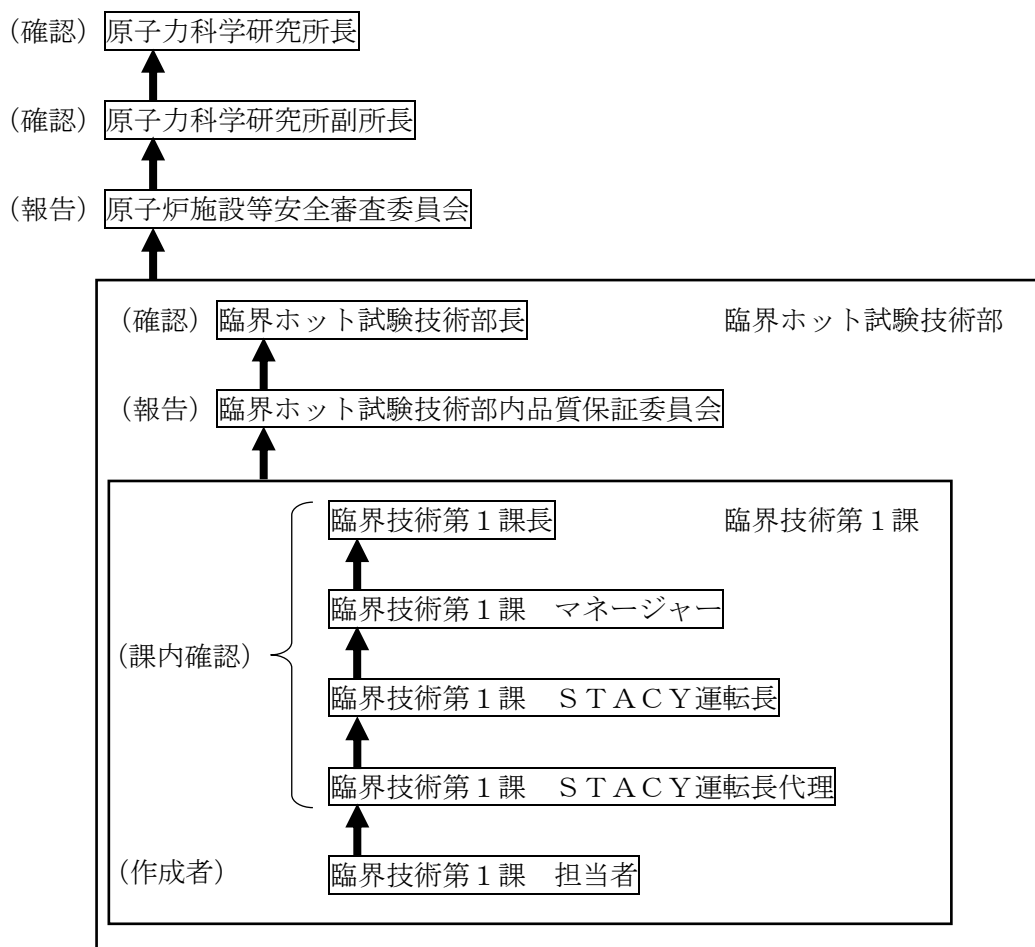 （確認）原子力科学研究所長
（確認）原子力科学研究所副所長
（報告）原子炉施設等安全審査委員会
（確認）臨界ホット試験技術部長 臨界ホット試験技術部
（報告）臨界ホット試験技術部内品質保証委員会
臨界技術第１課長 臨界技術第１課
臨界技術第１課　マネージャー
（課内確認）
臨界技術第１課　ＳＴＡＣＹ運転長
臨界技術第１課　ＳＴＡＣＹ運転長代理
（作成者） 臨界技術第１課　担当者